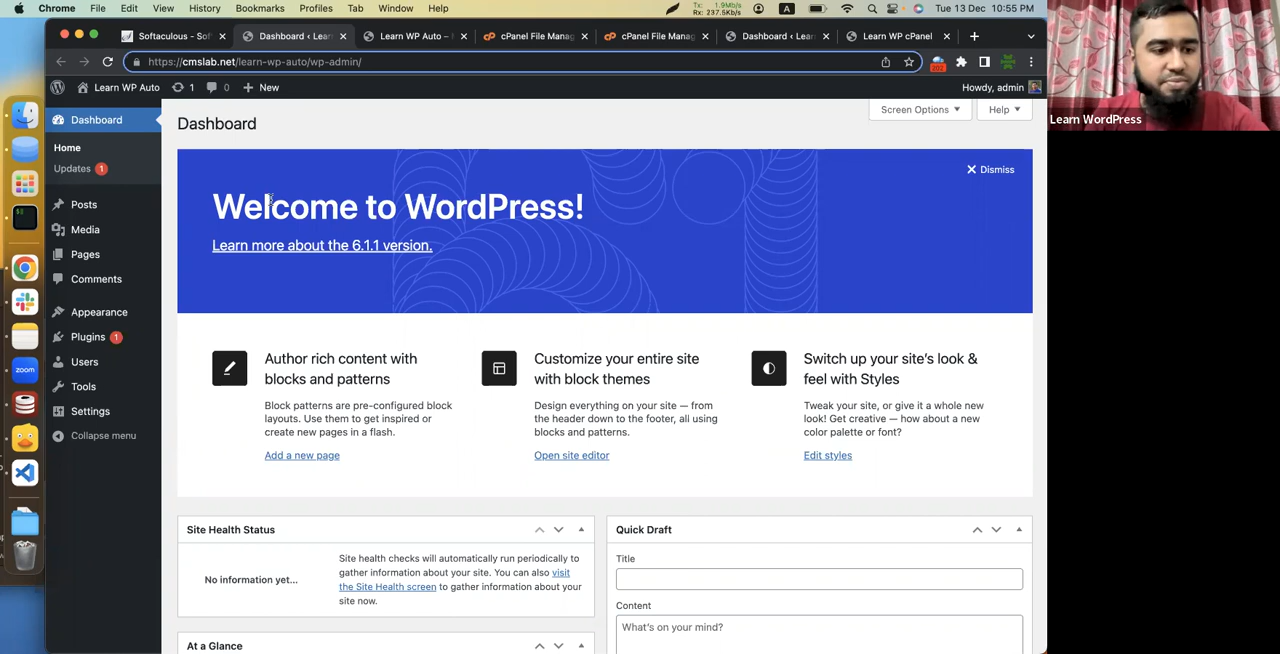 Chrome File Edit View History Bookmarks Profiles Tab Window Help
Tx: 1.9Mb/s
Rx: 237.5Kb/s
A
Tue 13 Dec 10:55 PM
Softaculous - Sof
Dashboard ‹ Lear
Learn WP Auto –
cPanel File Manag
cPanel File Manag
Dashboard ‹ Lear
Learn WP cPanel
https://cmslab.net/learn-wp-auto/wp-admin/
Learn WP Auto 1 0 New
Howdy, admin
Learn WordPress
Dashboard
Home
Updates 1
Posts
Media
Pages
Comments
Appearance
Plugins 1
Users
Tools
Settings
Collapse menu
zoom
Screen Options
Help
Dashboard
Dismiss
Welcome to WordPress!
Learn more about the 6.1.1 version.
Author rich content with
blocks and patterns
Block patterns are pre-configured block
layouts. Use them to get inspired or
create new pages in a flash.
Add a new page
Customize your entire site
with block themes
Design everything on your site — from
the header down to the footer, all using
blocks and patterns.
Open site editor
Switch up your site's look &
feel with Styles
Tweak your site, or give it a whole new
look! Get creative — how about a new
color palette or font?
Edit styles
Site Health Status
No information yet...
Site health checks will automatically run periodically to
gather information about your site. You can also visit
the Site Health screen to gather information about your
site now.
At a Glance
Quick Draft
Title
Content
What's on your mind?